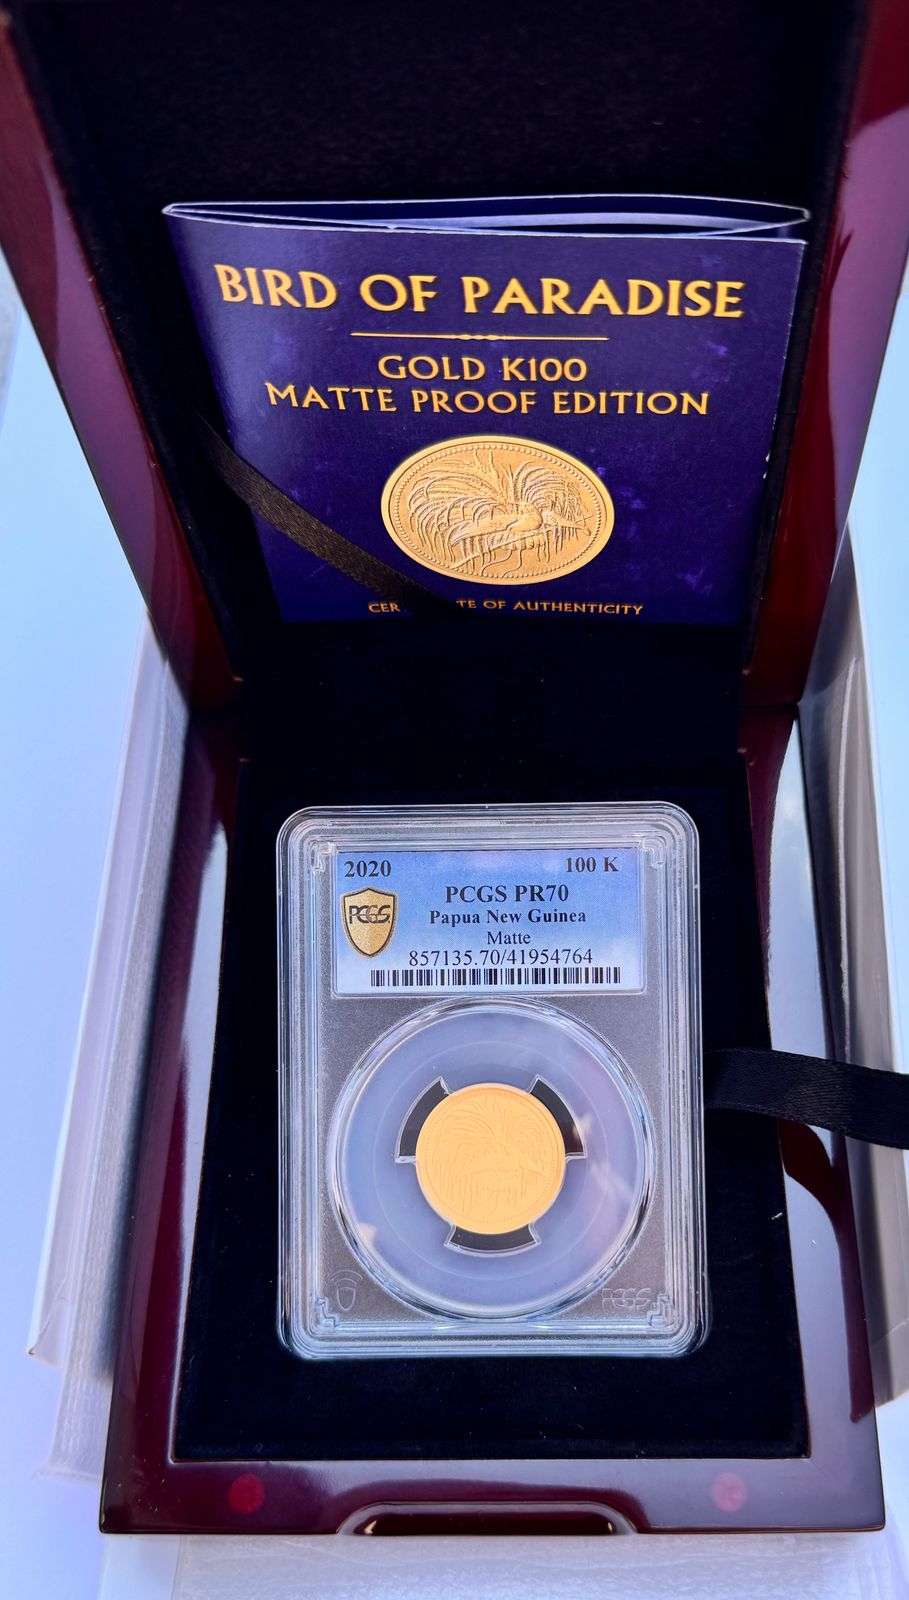 BIRD OF PARADISE
GOLD K100
MATTE PROOF EDITION
OF AUTHENTICITY
2020 100 K
PCGS PCGS PR70
Papua New Guinea
Matte
857135.70/41954764
PCGS